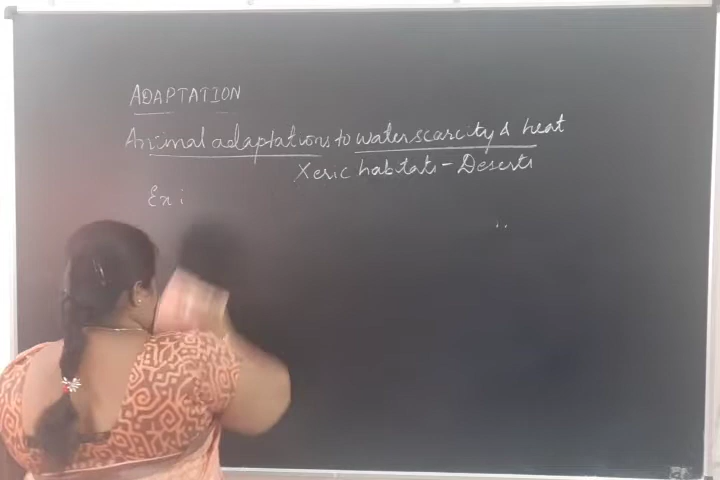 ADAPTATION
Animal adaptations to water scarcity & heat
Xeric habitats - Deserts
Ex: